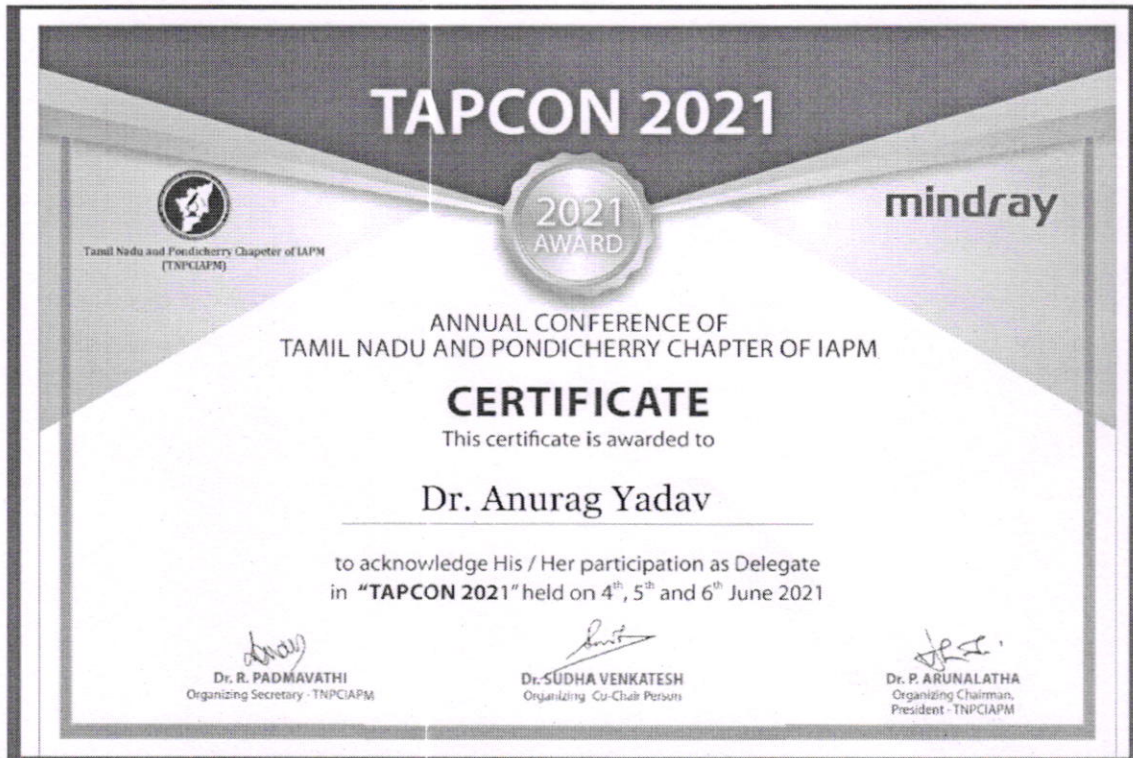 TAPCON 2021
2021
AWARD
mindray
Tamil Nadu and Pondicherry Chapeter of IAPM
(TNPCIAPM)
ANNUAL CONFERENCE OF
TAMIL NADU AND PONDICHERRY CHAPTER OF IAPM
CERTIFICATE
This certificate is awarded to
Dr. Anurag Yadav
to acknowledge His / Her participation as Delegate
in "TAPCON 2021" held on 4th, 5th and 6th June 2021
Dr. R. PADMAVATHI
Organizing Secretary - TNPCIAPM
Dr. SUDHA VENKATESH
Organizing Co-Chair Person
Dr. P. ARUNALATHA
Organizing Chairman,
President - TNPCIAPM